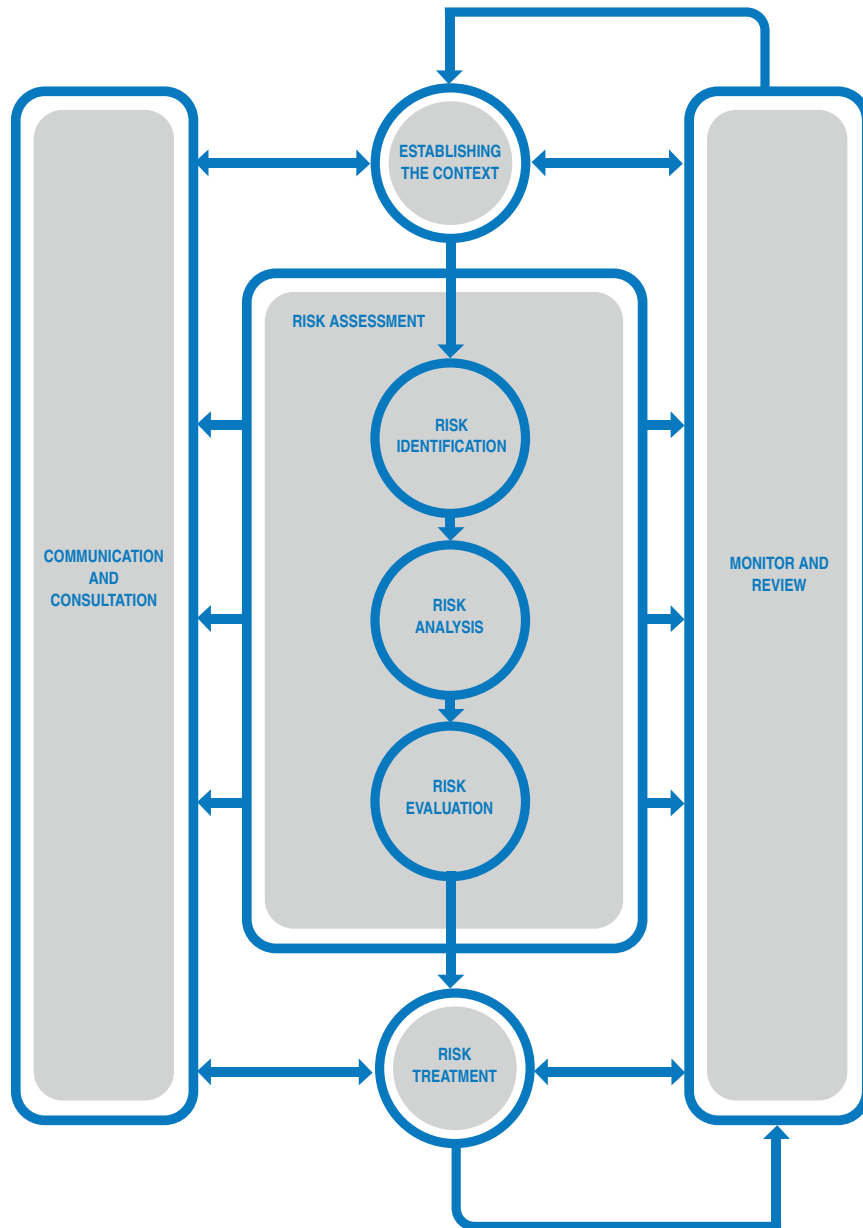 ESTABLISHING
THE CONTEXT
RISK ASSESSMENT
RISK
IDENTIFICATION
COMMUNICATION
AND
CONSULTATION
MONITOR AND
REVIEW
RISK
ANALYSIS
RISK
EVALUATION
RISK
TREATMENT